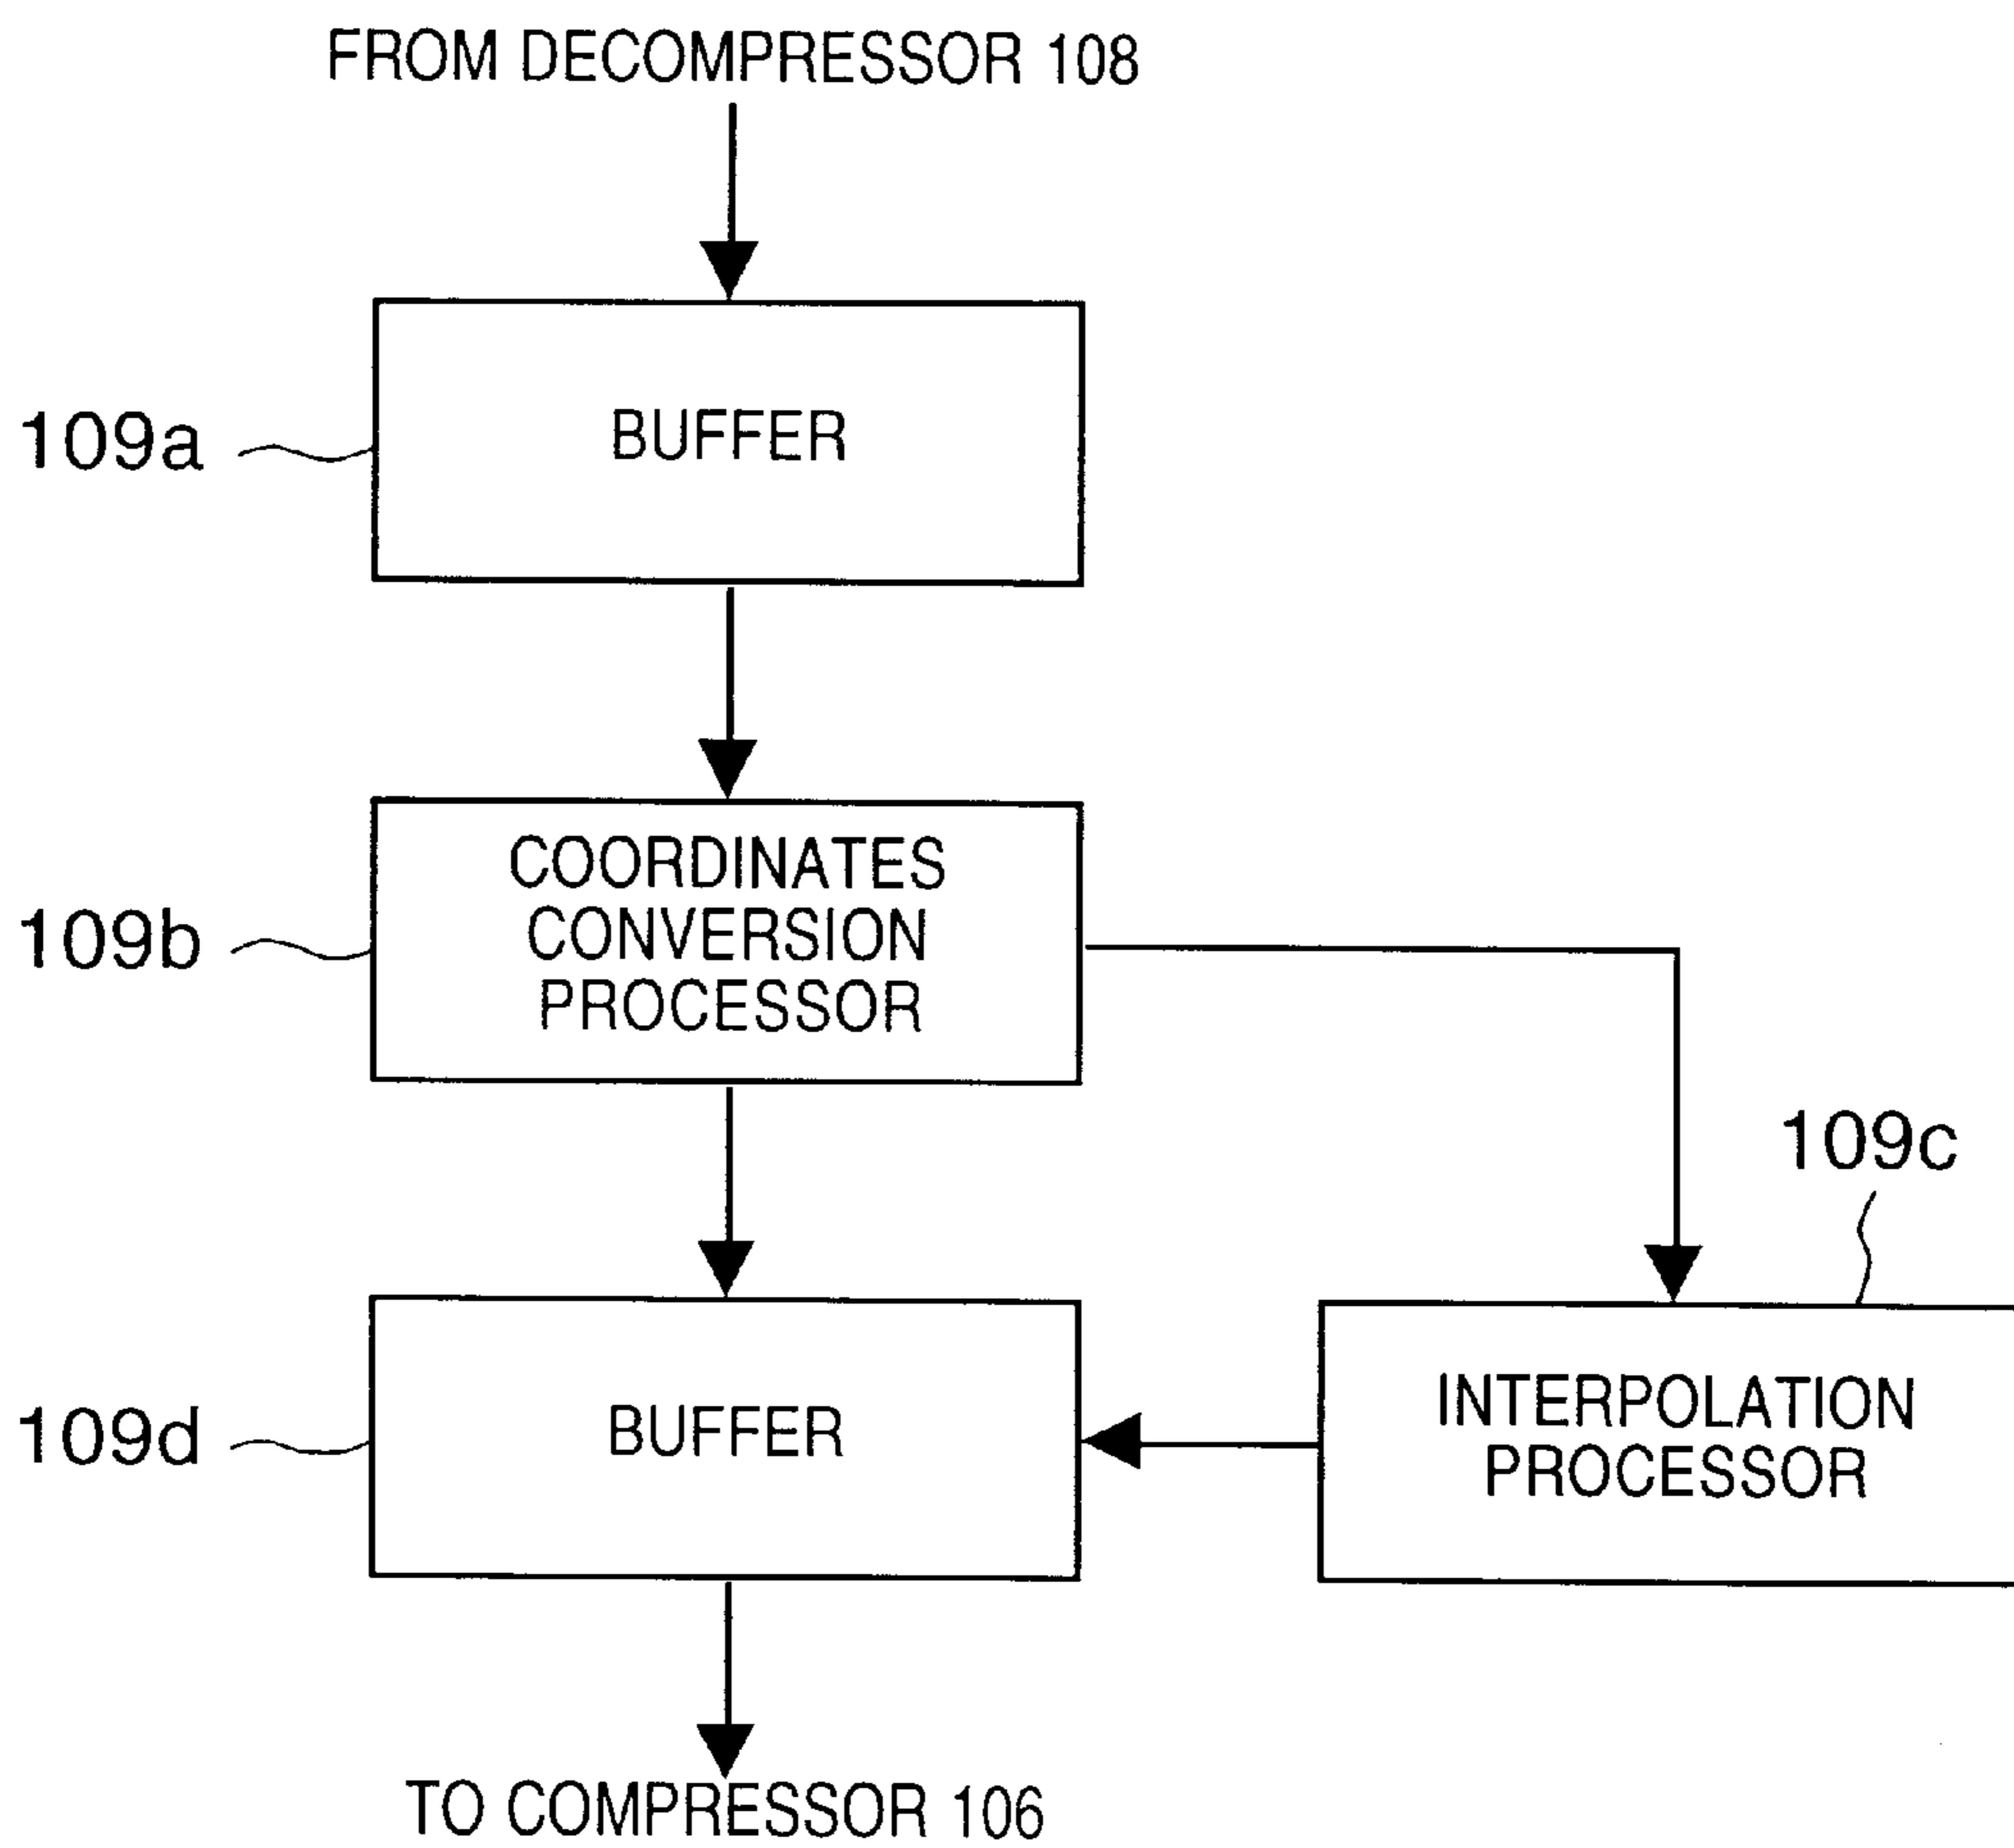 FROM DECOMPRESSOR 108
109a
BUFFER
109b
COORDINATES
CONVERSION
PROCESSOR
109c
109d
BUFFER
INTERPOLATION
PROCESSOR
TO COMPRESSOR 106